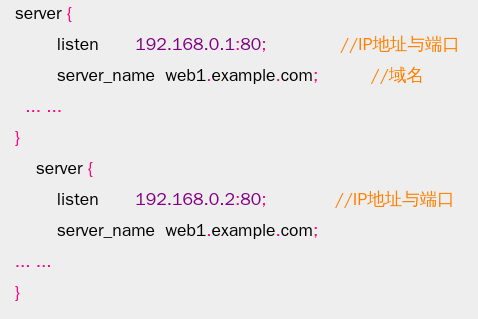 server {
listen 192.168.0.1:80; //IP地址与端口
server_name web1.example.com; //域名
... ...
}
server {
listen 192.168.0.2:80; //IP地址与端口
server_name web1.example.com;
... ...
}